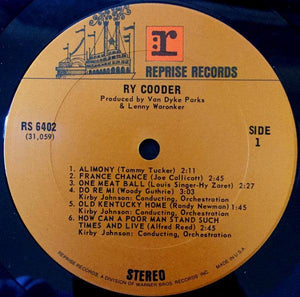 REPRISE RECORDS
RY COODER
Produced by Van Dyke Parks
& Lenny Waronker
RS 6402
(31,059)
SIDE
1
1. ALIMONY (Tommy Tucker) 2:11
2. FRANCE CHANCE (Joe Callicott) 2:45
3. ONE MEAT BALL (Louis Singer-Hy Zaret) 2:27
4. DO RE MI (Woody Guthrie) 3:03
Kirby Johnson: Conducting, Orchestration
5. OLD KENTUCKY HOME (Randy Newman) 1:45
Kirby Johnson: Conducting, Orchestration
6. HOW CAN A POOR MAN STAND SUCH
TIMES AND LIVE (Alfred Reed) 2:45
Kirby Johnson: Conducting, Orchestration
STEREO
REPRISE RECORDS, A DIVISION OF WARNER BROS. RECORDS INC. MADE IN U.S.A.